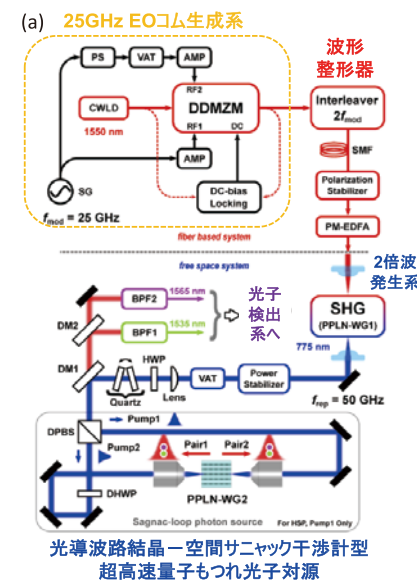 (a)
25GHz EOコム生成系
PS
VAT
AMP
波形
整形器
RF2
CWLD
DDMZM
Interleaver
2fmod
1550 nm
RF1
DC
AMP
SMF
SG
DC-bias
Locking
Polarization
Stabilizer
fmod = 25 GHz
fiber based system
PM-EDFA
free space system
2倍波
発生系
BPF2
1565 nm
光子
検出
系へ
SHG
(PPLN-WG1)
DM2
BPF1
1535 nm
775 nm
DM1
HWP
VAT
Power
Stabilizer
Quartz
Lens
frep = 50 GHz
DPBS
Pump1
Pump2
Pair1
Pair2
DHWP
PPLN-WG2
Sagnac-loop photon source
For HSP, Pump1 Only
光導波路結晶ー空間サニャック干渉計型
超高速量子もつれ光子対源